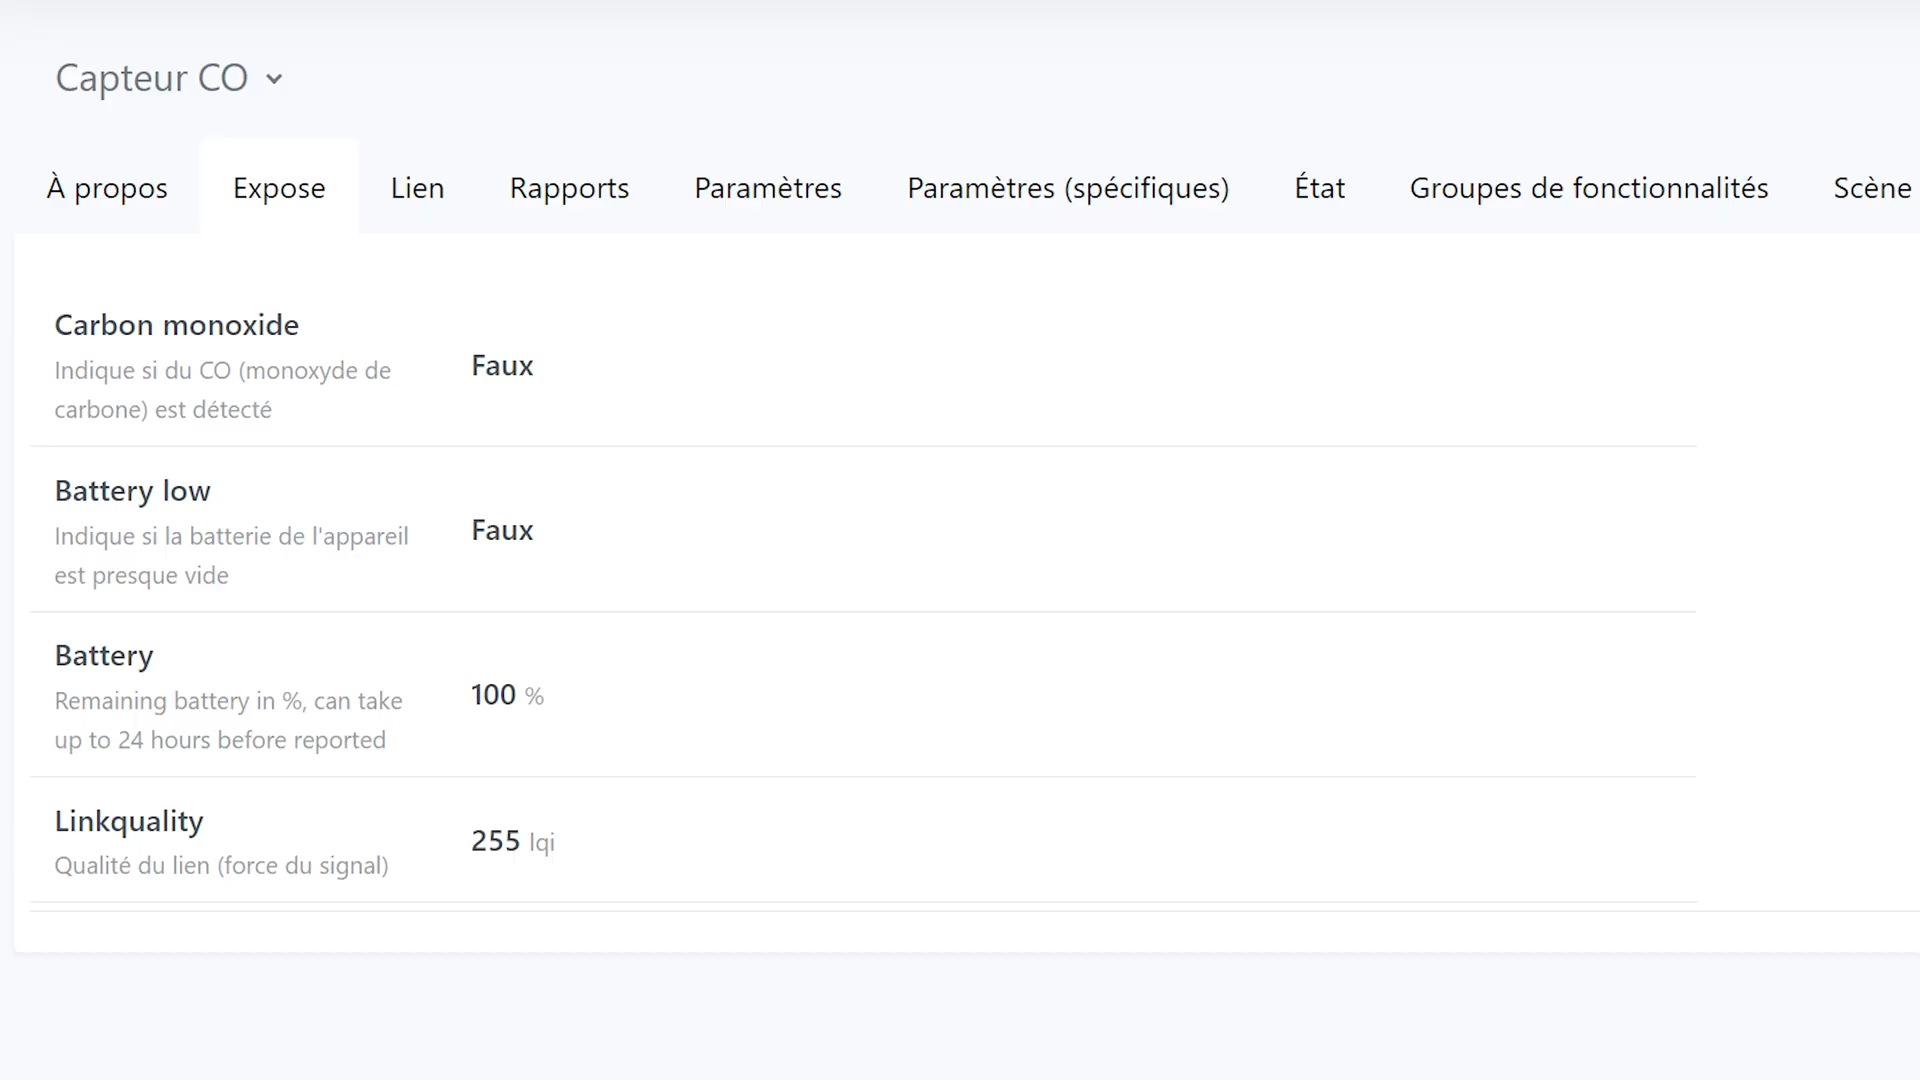 Capteur CO
À propos Expose Lien Rapports Paramètres Paramètres (spécifiques) État Groupes de fonctionnalités Scène
Carbon monoxide
Indique si du CO (monoxyde de
carbone) est détecté
Faux
Battery low
Indique si la batterie de l'appareil
est presque vide
Faux
Battery
Remaining battery in %, can take
up to 24 hours before reported
100 %
Linkquality
Qualité du lien (force du signal)
255 lqi